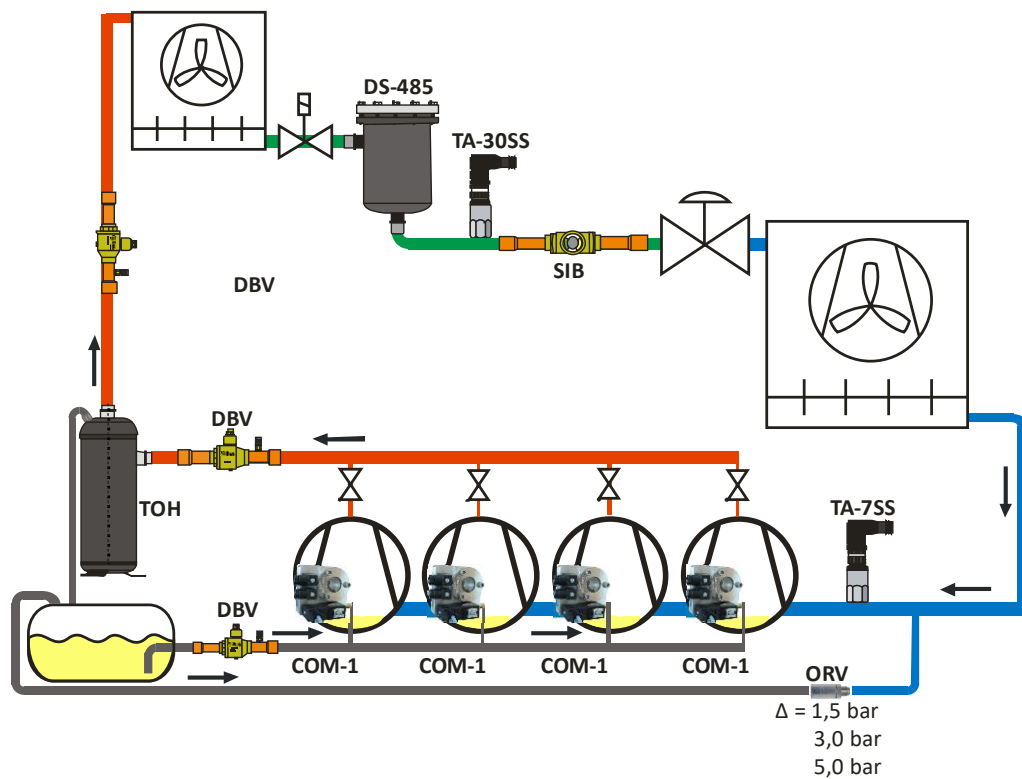 DS-485
TA-30SS
SIB
DBV
DBV
TOH
TA-7SS
DBV
COM-1
COM-1
COM-1
COM-1
ORV
Δ = 1,5 bar
3,0 bar
5,0 bar